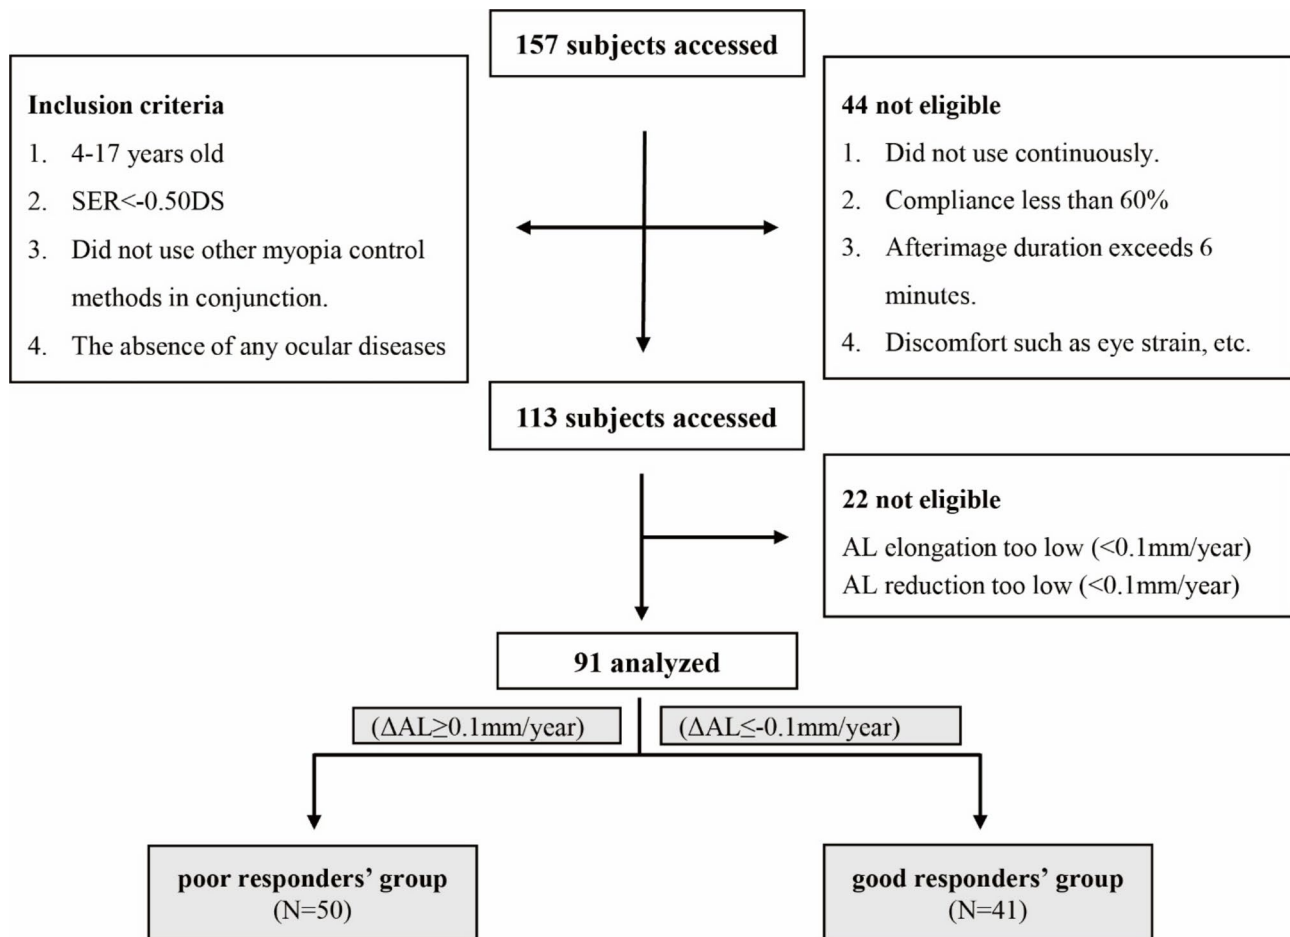 157 subjects accessed
Inclusion criteria
1. 4-17 years old
2. SER<-0.50DS
3. Did not use other myopia control
methods in conjunction.
4. The absence of any ocular diseases
44 not eligible
1. Did not use continuously.
2. Compliance less than 60%
3. Afterimage duration exceeds 6
minutes.
4. Discomfort such as eye strain, etc.
113 subjects accessed
22 not eligible
AL elongation too low (<0.1mm/year)
AL reduction too low (<0.1mm/year)
91 analyzed
(ΔAL≥0.1mm/year)
(ΔAL≤-0.1mm/year)
poor responders’ group
(N=50)
good responders’ group
(N=41)